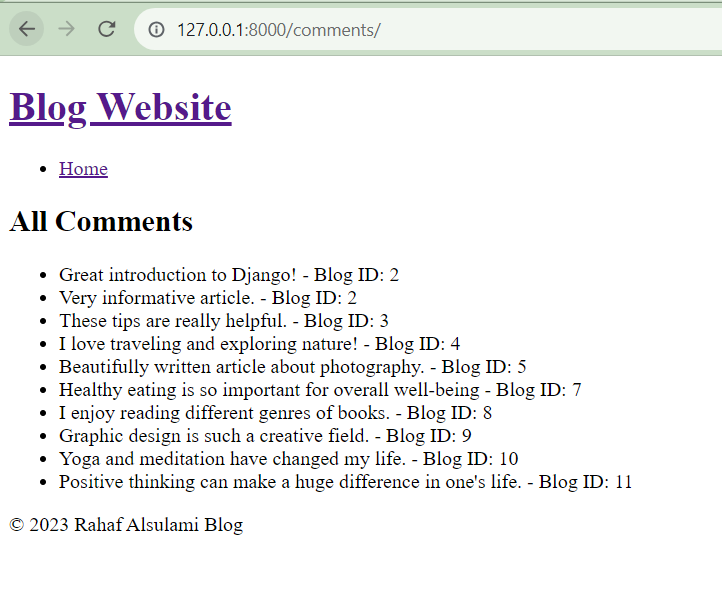 127.0.0.1:8000/comments/
Blog Website
Home
All Comments
Great introduction to Django! - Blog ID: 2
Very informative article. - Blog ID: 2
These tips are really helpful. - Blog ID: 3
I love traveling and exploring nature! - Blog ID: 4
Beautifully written article about photography. - Blog ID: 5
Healthy eating is so important for overall well-being - Blog ID: 7
I enjoy reading different genres of books. - Blog ID: 8
Graphic design is such a creative field. - Blog ID: 9
Yoga and meditation have changed my life. - Blog ID: 10
Positive thinking can make a huge difference in one's life. - Blog ID: 11
© 2023 Rahaf Alsulami Blog